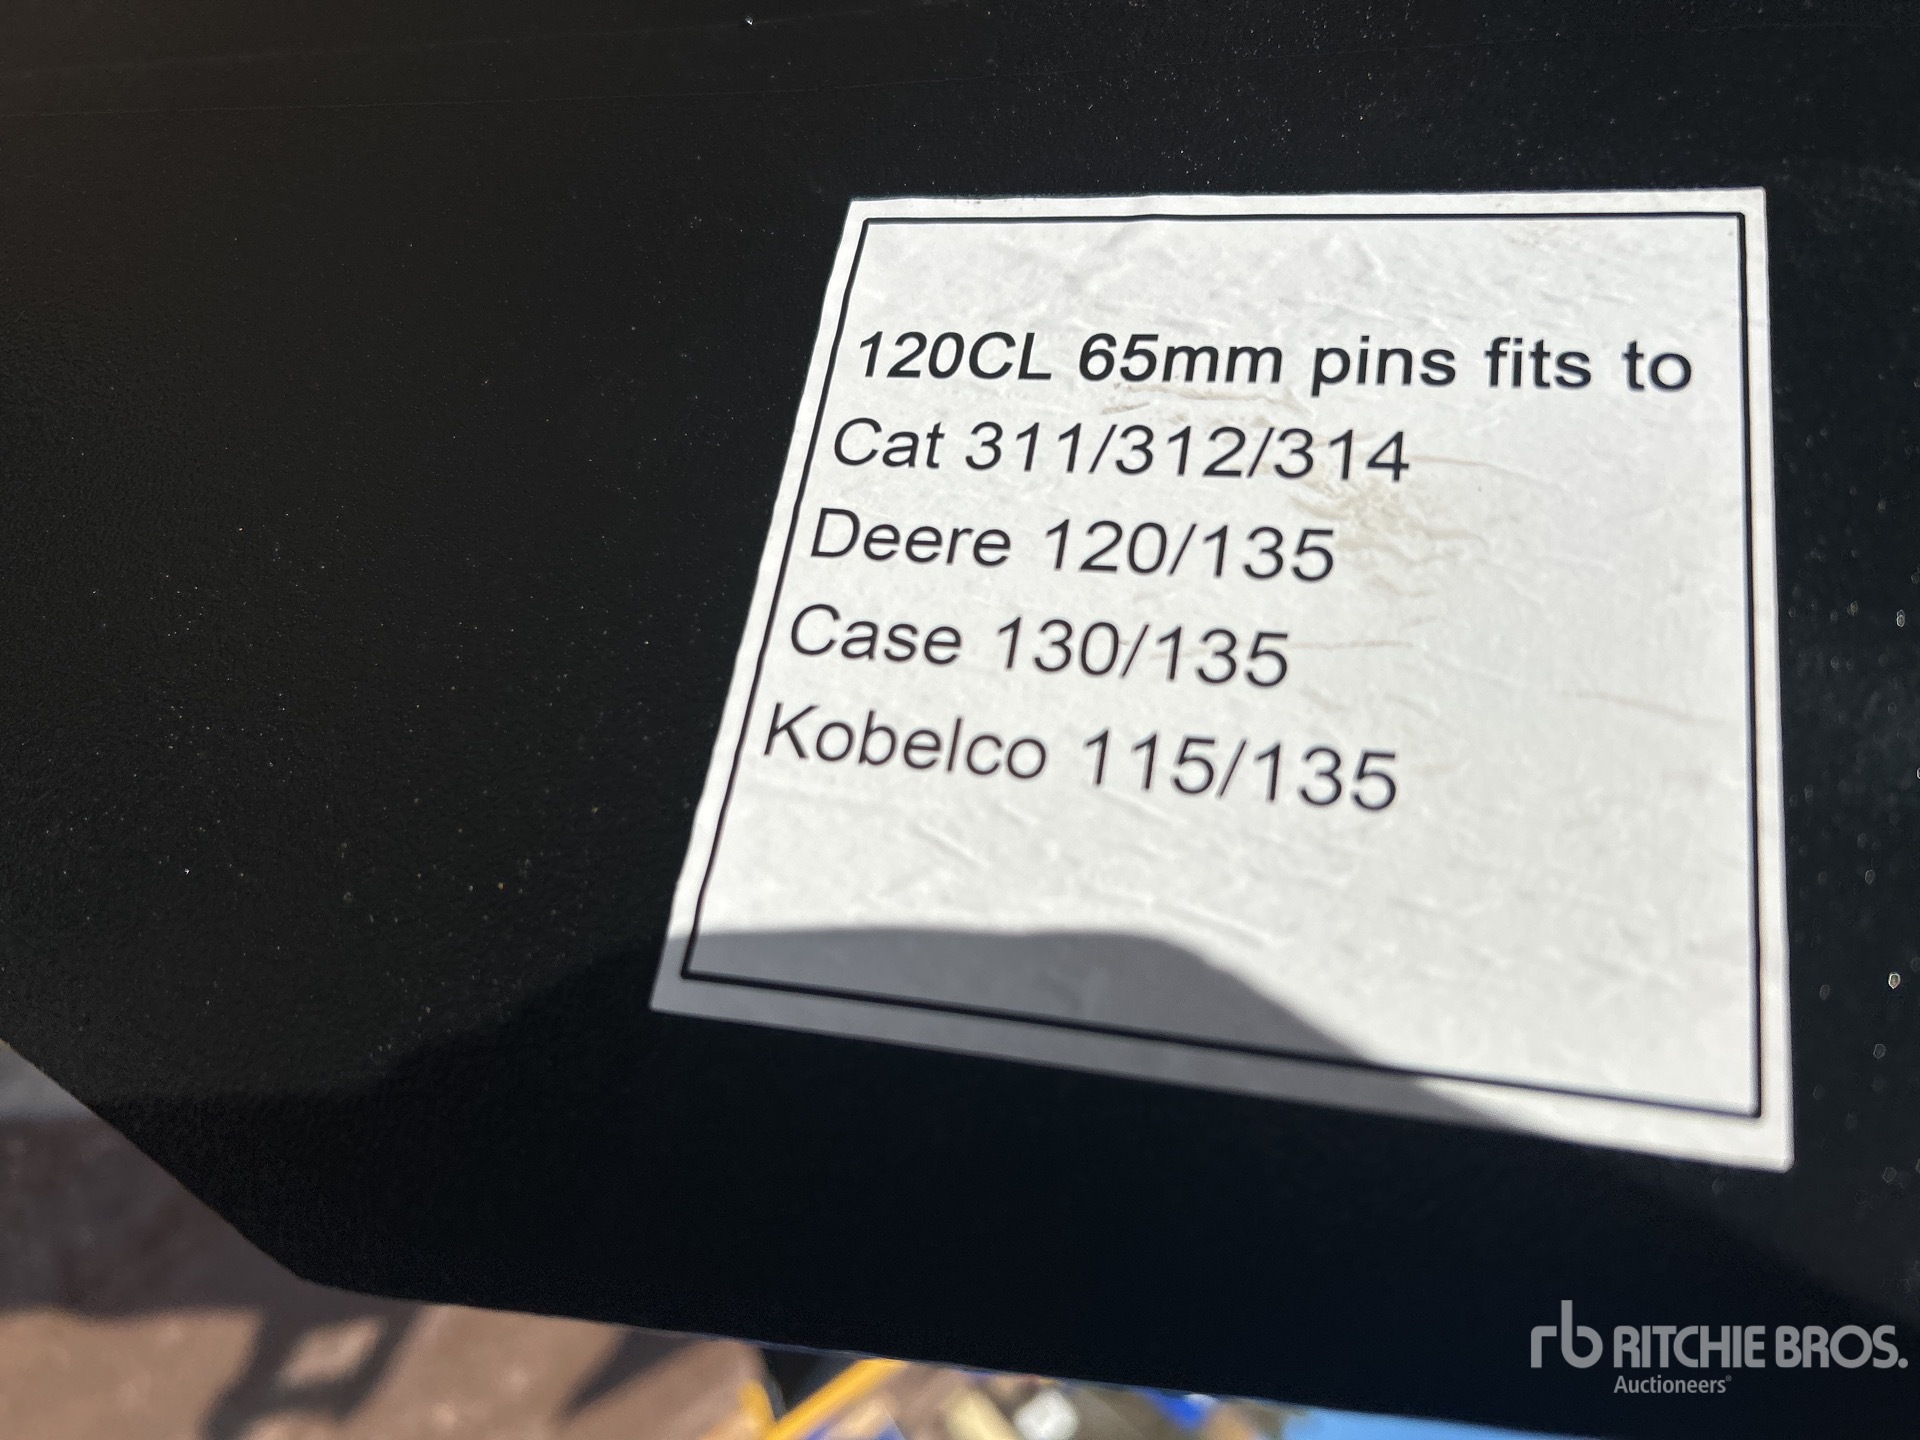 120CL 65mm pins fits to
Cat 311/312/314
Deere 120/135
Case 130/135
Kobelco 115/135
rb RITCHIE BROS.
Auctioneers®